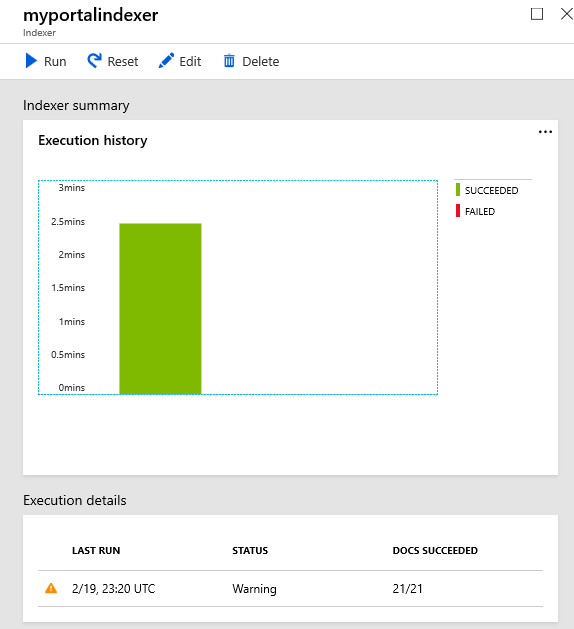 myportalindexer
Indexer
Run Reset Edit Delete
Indexer summary
Execution history
3mins
2.5mins
2mins
1.5mins
1mins
0.5mins
0mins
SUCCEEDED
FAILED
Execution details
LAST RUN STATUS DOCS SUCCEEDED
2/19, 23:20 UTC Warning 21/21